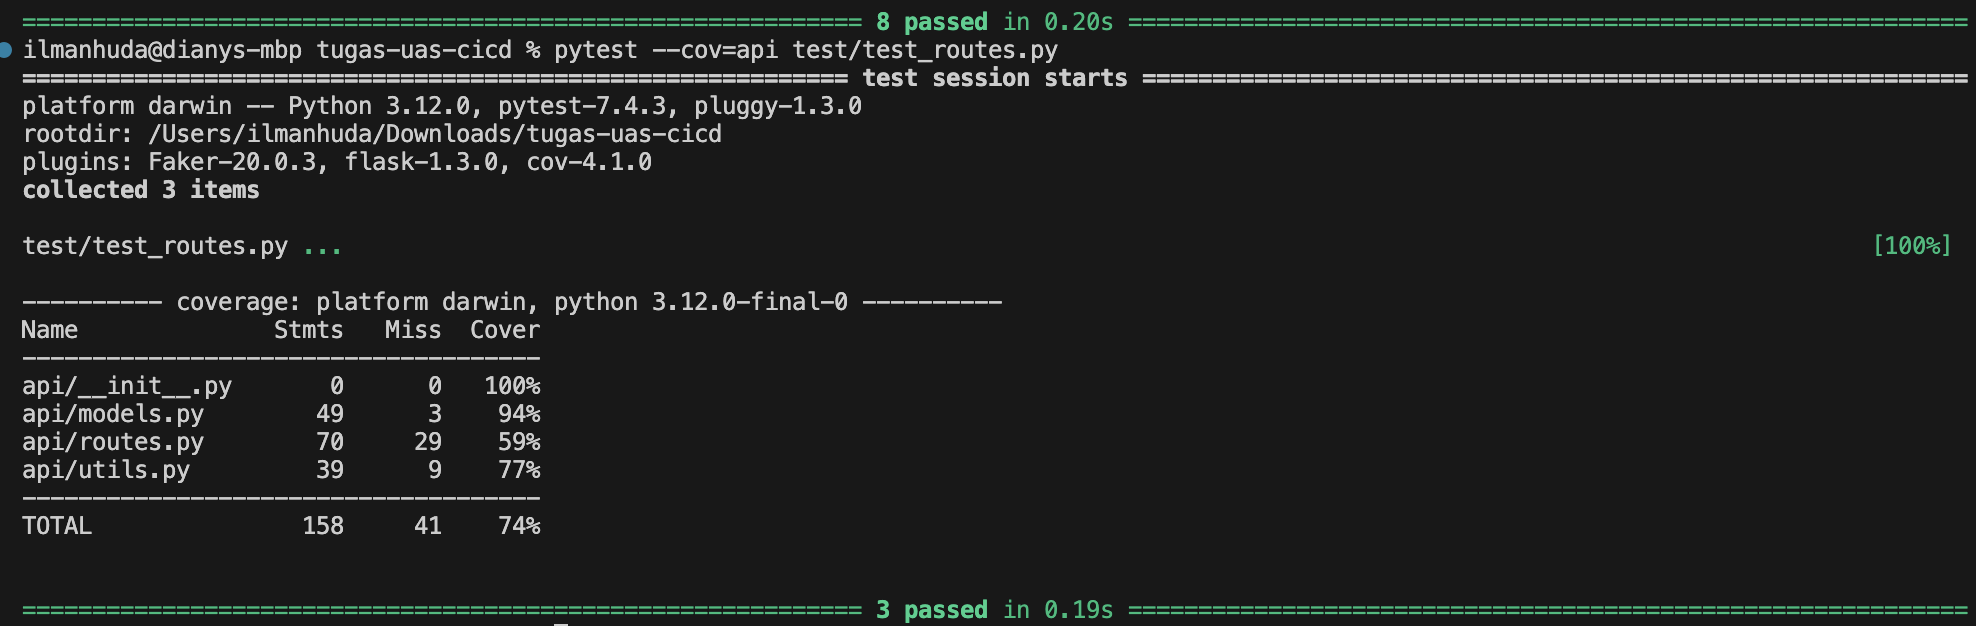 ============================================================ 8 passed in 0.20s ============================================================
ilmanhuda@dianys-mbp tugas-uas-cicd % pytest --cov=api test/test_routes.py
=========================================================== test session starts ===========================================================
platform darwin -- Python 3.12.0, pytest-7.4.3, pluggy-1.3.0
rootdir: /Users/ilmanhuda/Downloads/tugas-uas-cicd
plugins: Faker-20.0.3, flask-1.3.0, cov-4.1.0
collected 3 items
test/test_routes.py ... [100%]
---------- coverage: platform darwin, python 3.12.0-final-0 ----------
Name Stmts Miss Cover
-------------------------------------
api/__init__.py 0 0 100%
api/models.py 49 3 94%
api/routes.py 70 29 59%
api/utils.py 39 9 77%
-------------------------------------
TOTAL 158 41 74%
============================================================ 3 passed in 0.19s ============================================================